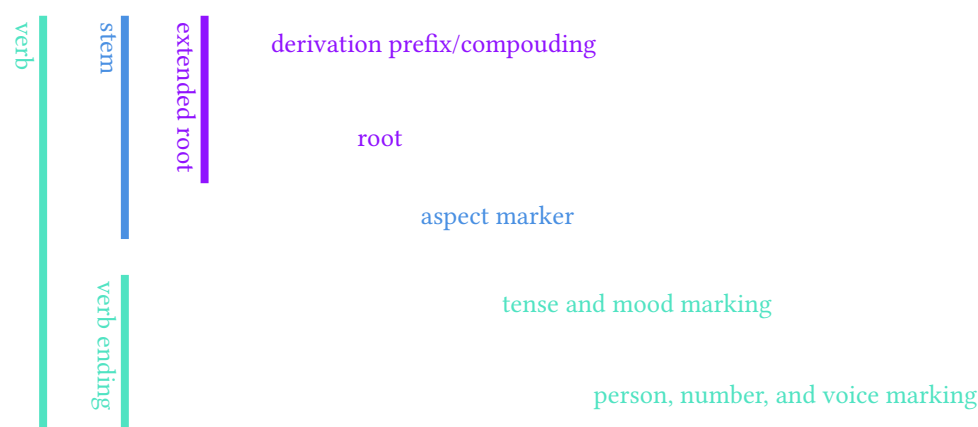 verb
stem
extended root
derivation prefix/compouding
root
aspect marker
verb ending
tense and mood marking
person, number, and voice marking